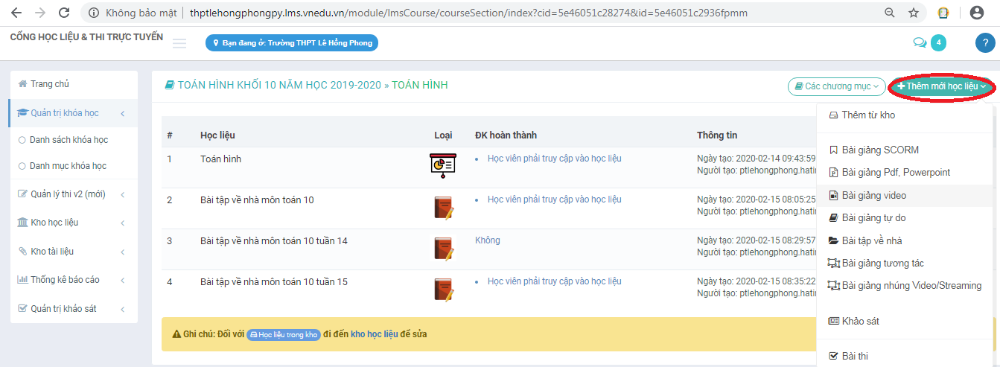 Không bảo mật | thptlehongphongpy.lms.vnedu.vn/module/lmsCourse/courseSection/index?cid=5e46051c28274&id=5e46051c2936fpmm
CỔNG HỌC LIỆU & THI TRỰC TUYẾN
Bạn đang ở: Trường THPT Lê Hồng Phong
4
?
Trang chủ
Quản trị khóa học
Danh sách khóa học
Danh mục khóa học
Quản lý thi v2 (mới)
Kho học liệu
Kho tài liệu
Thống kê báo cáo
Quản trị khảo sát
TOÁN HÌNH KHỐI 10 NĂM HỌC 2019-2020 » TOÁN HÌNH
Các chương mục
Thêm mới học liệu
# Học liệu Loại ĐK hoàn thành Thông tin
1 Toán hình Học viên phải truy cập vào học liệu Ngày tạo: 2020-02-14 09:43:59
Người tạo: ptlehongphong.hatin
2 Bài tập về nhà môn toán 10 Học viên phải truy cập vào học liệu Ngày tạo: 2020-02-15 08:05:25
Người tạo: ptlehongphong.hatin
3 Bài tập về nhà môn toán 10 tuần 14 Không Ngày tạo: 2020-02-15 08:29:57
Người tạo: ptlehongphong.hatin
4 Bài tập về nhà môn toán 10 tuần 15 Học viên phải truy cập vào học liệu Ngày tạo: 2020-02-15 08:35:22
Người tạo: ptlehongphong.hatin
Ghi chú: Đối với Học liệu trong kho đi đến kho học liệu để sửa
Thêm từ kho
Bài giảng SCORM
Bài giảng Pdf, Powerpoint
Bài giảng video
Bài giảng tự do
Bài tập về nhà
Bài giảng tương tác
Bài giảng nhúng Video/Streaming
Khảo sát
Bài thi